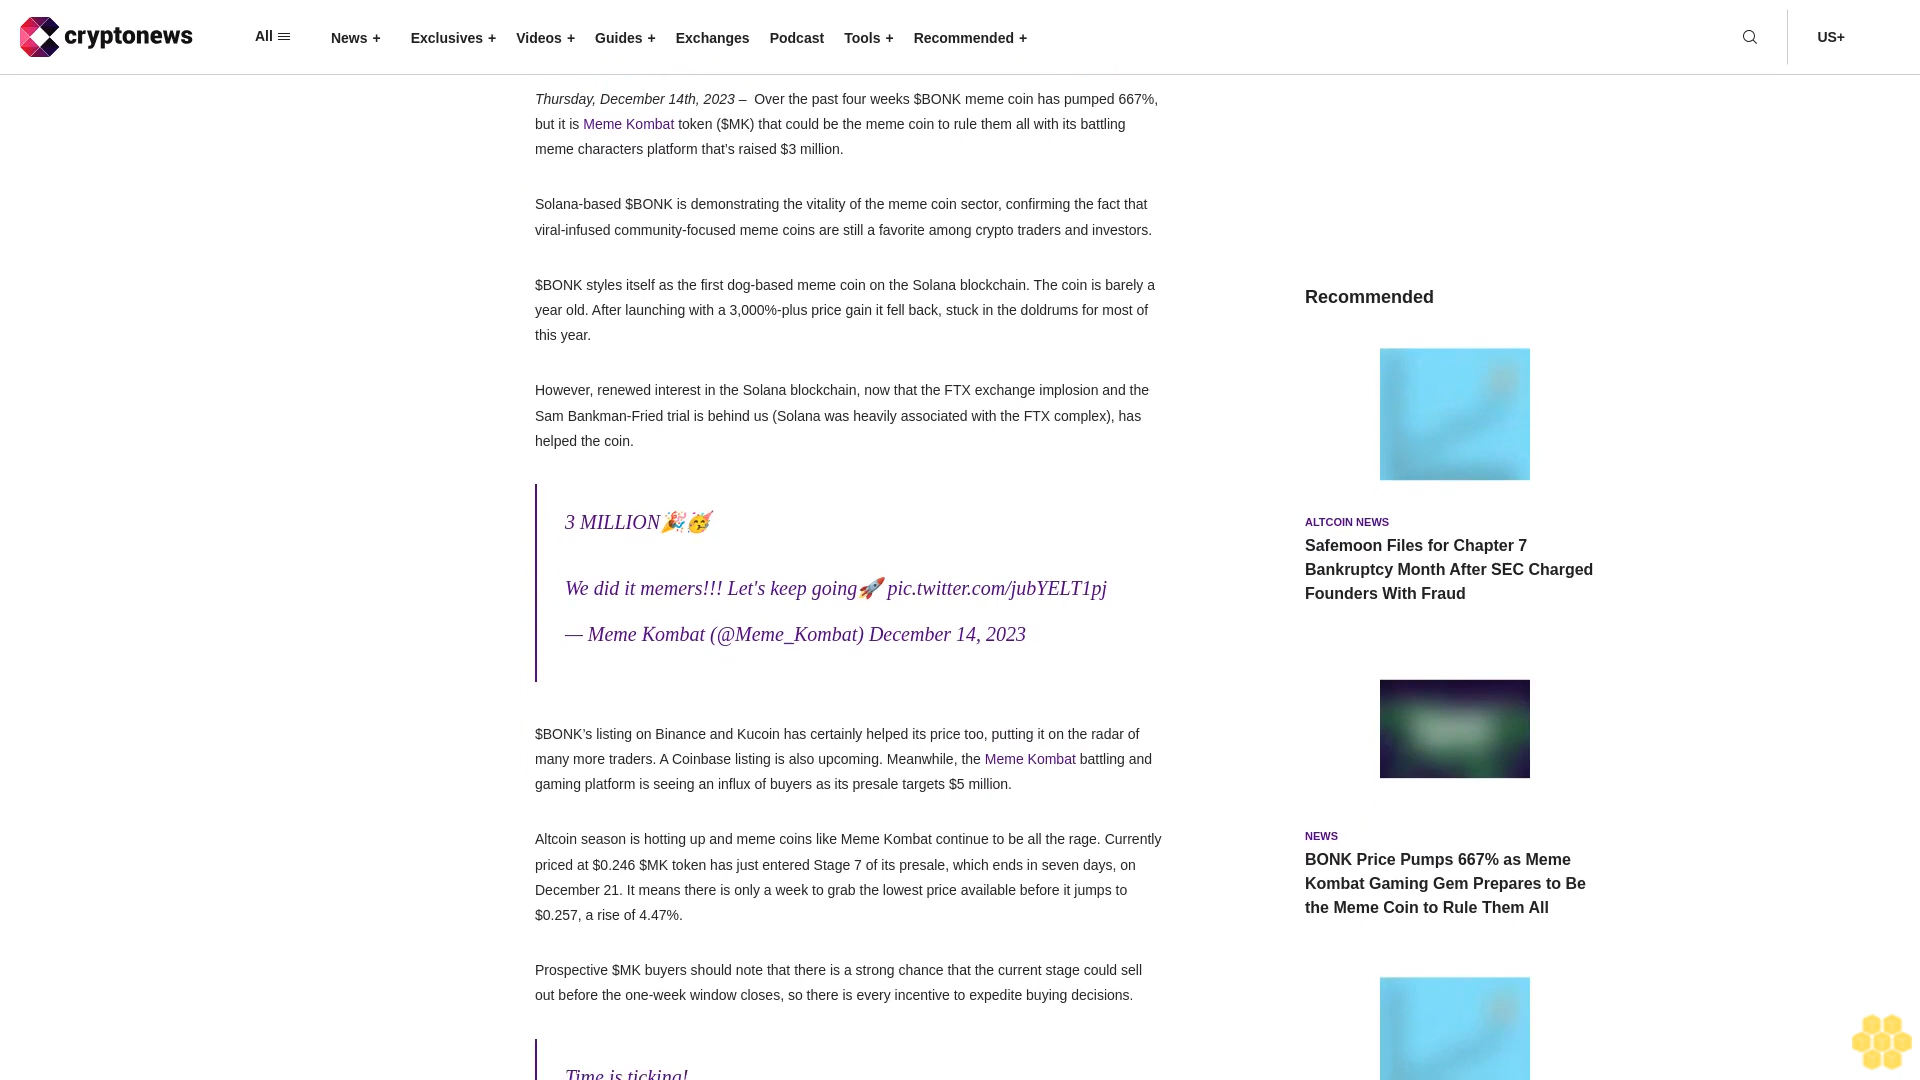 cryptonews
All
News +
Exclusives +
Videos +
Guides +
Exchanges
Podcast
Tools +
Recommended +
US+
Thursday, December 14th, 2023 –  Over the past four weeks $BONK meme coin has pumped 667%,
but it is Meme Kombat token ($MK) that could be the meme coin to rule them all with its battling
meme characters platform that’s raised $3 million.
Solana-based $BONK is demonstrating the vitality of the meme coin sector, confirming the fact that
viral-infused community-focused meme coins are still a favorite among crypto traders and investors.
$BONK styles itself as the first dog-based meme coin on the Solana blockchain. The coin is barely a
year old. After launching with a 3,000%-plus price gain it fell back, stuck in the doldrums for most of
this year.
However, renewed interest in the Solana blockchain, now that the FTX exchange implosion and the
Sam Bankman-Fried trial is behind us (Solana was heavily associated with the FTX complex), has
helped the coin.
3 MILLION🎉🥳
We did it memers!!! Let's keep going🚀 pic.twitter.com/jubYELT1pj
— Meme Kombat (@Meme_Kombat) December 14, 2023
$BONK’s listing on Binance and Kucoin has certainly helped its price too, putting it on the radar of
many more traders. A Coinbase listing is also upcoming. Meanwhile, the Meme Kombat battling and
gaming platform is seeing an influx of buyers as its presale targets $5 million.
Altcoin season is hotting up and meme coins like Meme Kombat continue to be all the rage. Currently
priced at $0.246 $MK token has just entered Stage 7 of its presale, which ends in seven days, on
December 21. It means there is only a week to grab the lowest price available before it jumps to
$0.257, a rise of 4.47%.
Prospective $MK buyers should note that there is a strong chance that the current stage could sell
out before the one-week window closes, so there is every incentive to expedite buying decisions.
Time is ticking!
Recommended
ALTCOIN NEWS
Safemoon Files for Chapter 7
Bankruptcy Month After SEC Charged
Founders With Fraud
NEWS
BONK Price Pumps 667% as Meme
Kombat Gaming Gem Prepares to Be
the Meme Coin to Rule Them All